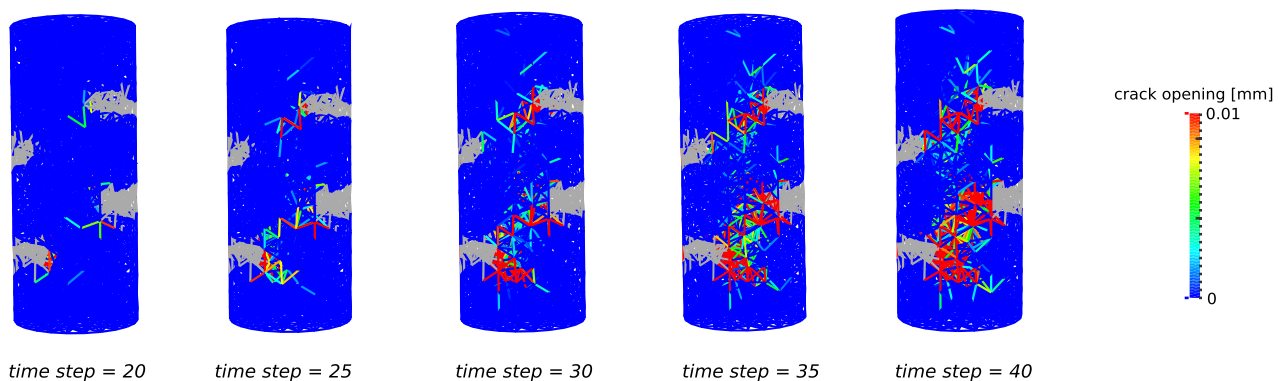 crack opening [mm]
0.01
0
time step = 20
time step = 25
time step = 30
time step = 35
time step = 40